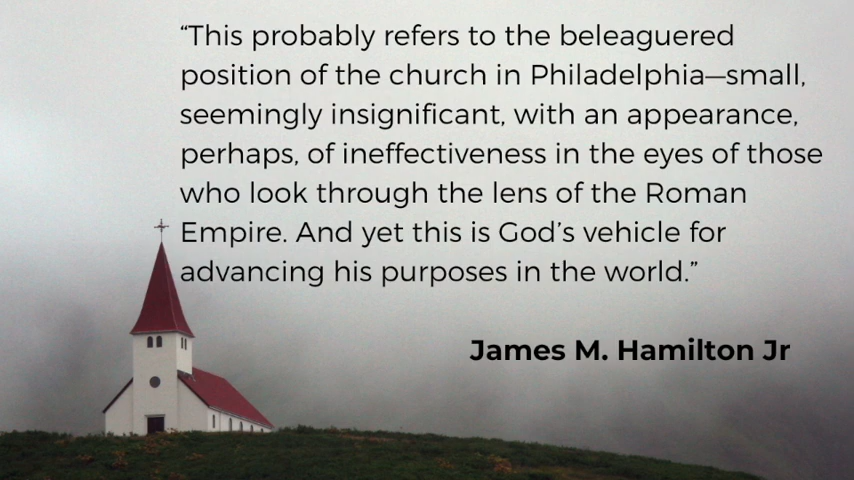 “This probably refers to the beleaguered
position of the church in Philadelphia—small,
seemingly insignificant, with an appearance,
perhaps, of ineffectiveness in the eyes of those
who look through the lens of the Roman
Empire. And yet this is God’s vehicle for
advancing his purposes in the world.”
James M. Hamilton Jr